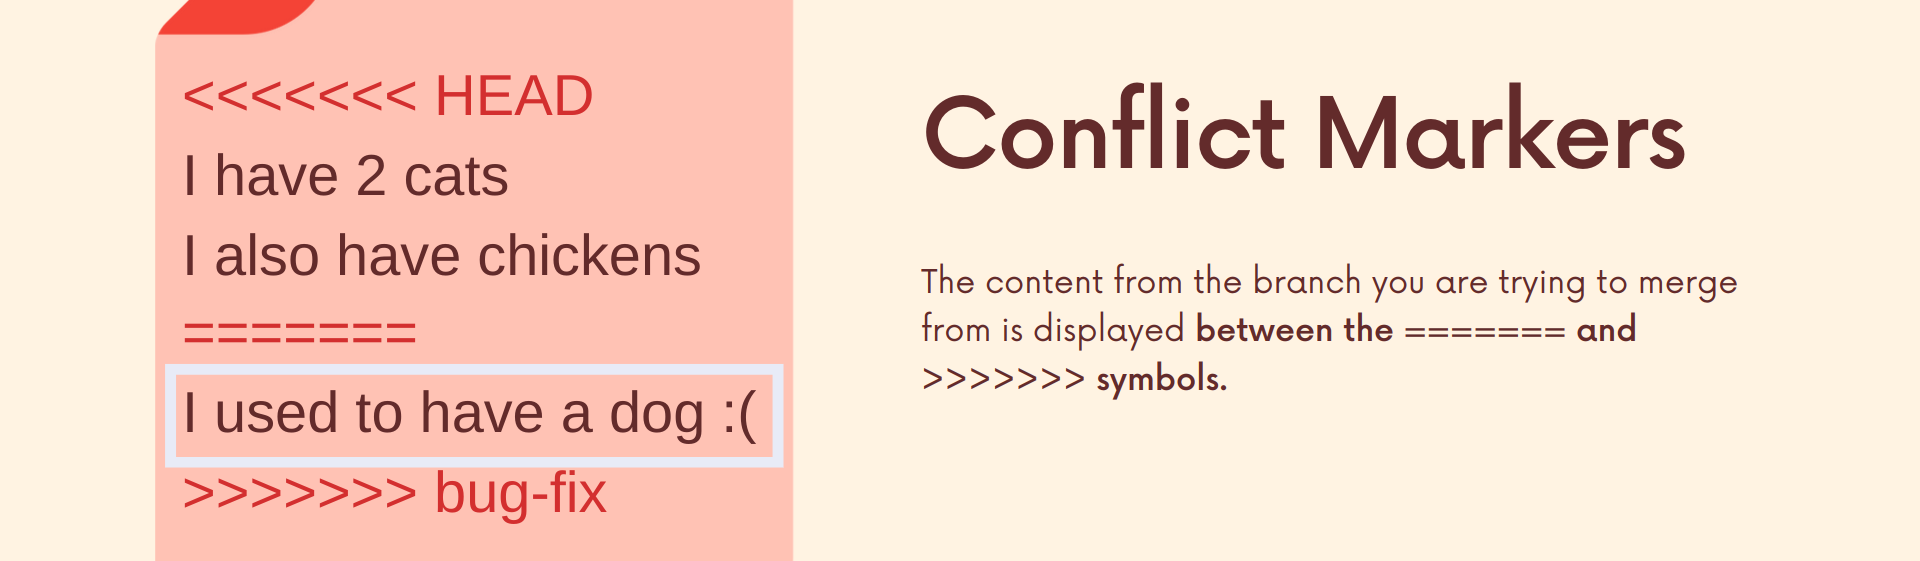 <<<<<<< HEAD
I have 2 cats
I also have chickens
=======
I used to have a dog :(
>>>>>>> bug-fix
Conflict Markers
The content from the branch you are trying to merge
from is displayed between the ======= and
>>>>>>> symbols.